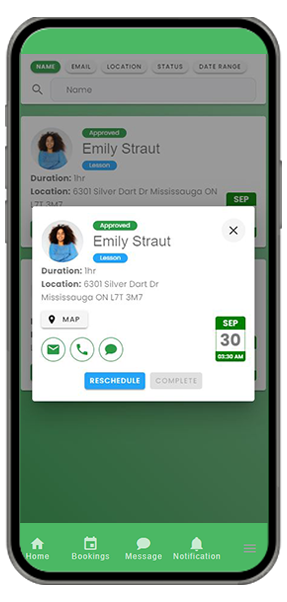 NAME EMAIL LOCATION STATUS DATE RANGE
Name
Approved
Emily Straut
Lesson
Duration: 1hr
Location: 6301 Silver Dart Dr Mississauga ON
L7T 3M7
SEP
Approved
Emily Straut
Lesson
Duration: 1hr
Location: 6301 Silver Dart Dr
Mississauga ON L7T 3M7
MAP
SEP
30
03:30 AM
RESCHEDULE COMPLETE
Home Bookings Message Notification